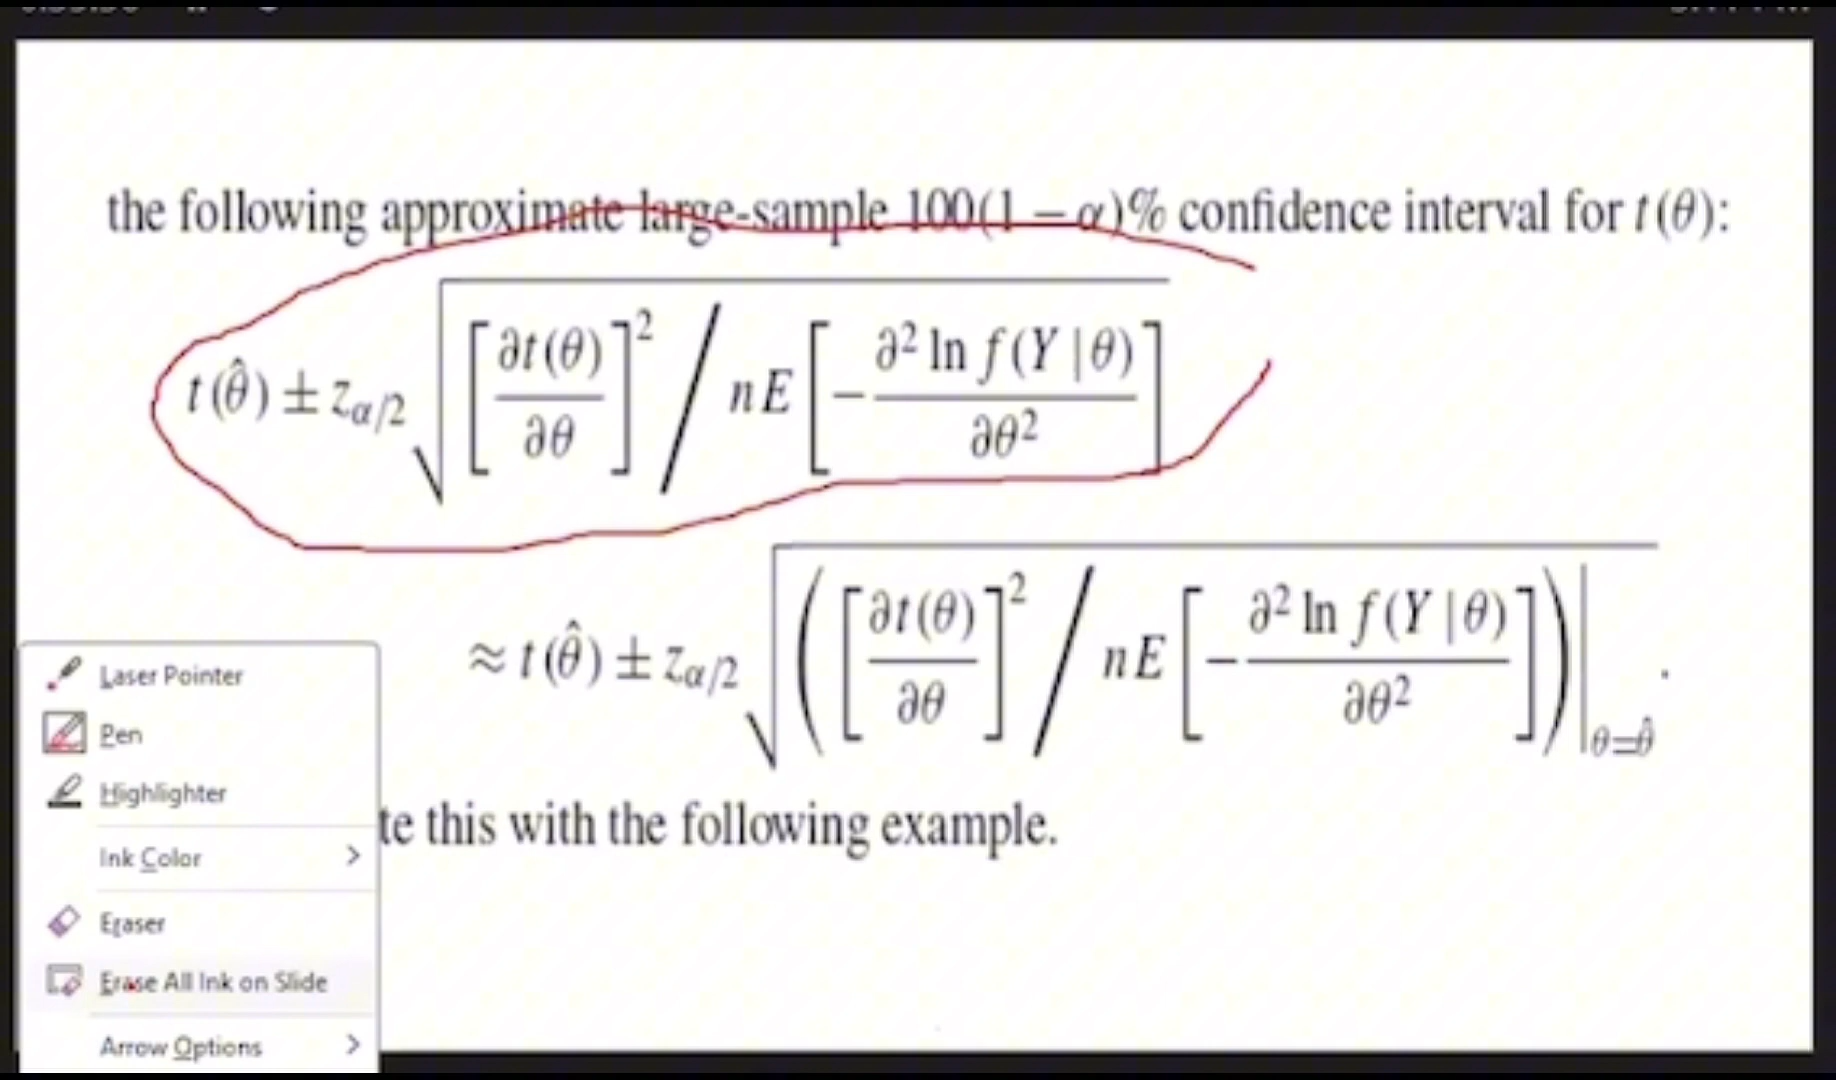 the following approximate large-sample 100(1 − α)% confidence interval for t(θ):
t(θ̂) ± z_{α/2} √([∂t(θ)/∂θ]² / nE[−∂² ln f(Y|θ)/∂θ²])
≈ t(θ̂) ± z_{α/2} √(([∂t(θ)/∂θ]² / nE[−∂² ln f(Y|θ)/∂θ²])|_{θ=θ̂}) .
te this with the following example.
Laser Pointer
Pen
Highlighter
Ink Color
Eraser
Erase All Ink on Slide
Arrow Options